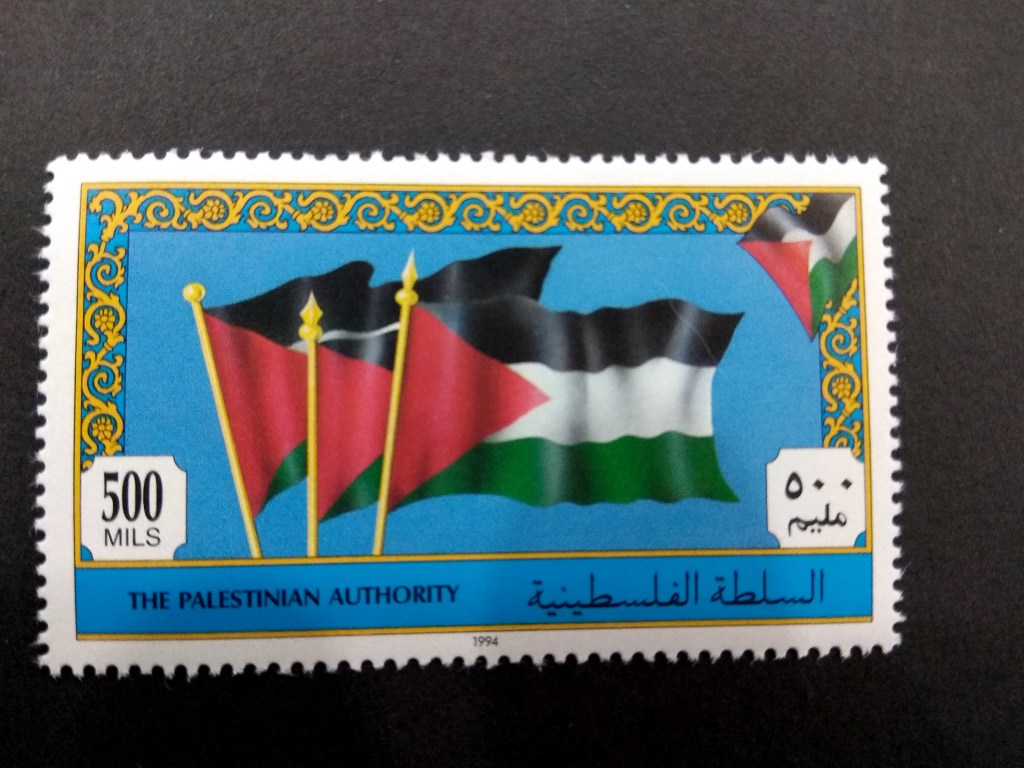 500
MILS
٥٠٠
مليم
THE PALESTINIAN AUTHORITY
السلطة الفلسطينية
1994